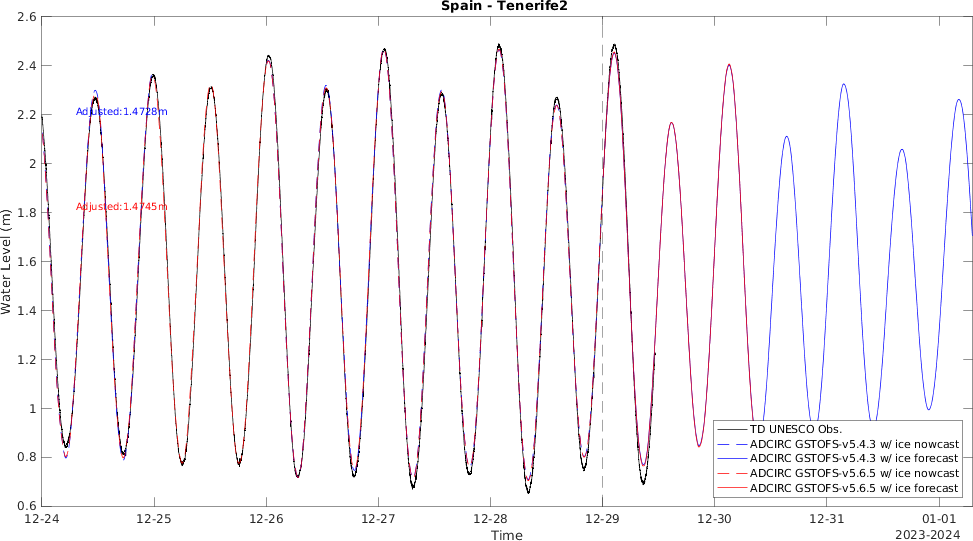 Spain - Tenerife2
2.6
2.4
2.2
2
1.8
1.6
1.4
1.2
1
0.8
0.6
Water Level (m)
Adjusted:1.4728m
Adjusted:1.4745m
TD UNESCO Obs.
ADCIRC GSTOFS-v5.4.3 w/ ice nowcast
ADCIRC GSTOFS-v5.4.3 w/ ice forecast
ADCIRC GSTOFS-v5.6.5 w/ ice nowcast
ADCIRC GSTOFS-v5.6.5 w/ ice forecast
12-24 12-25 12-26 12-27 12-28 12-29 12-30 12-31 01-01
Time
2023-2024